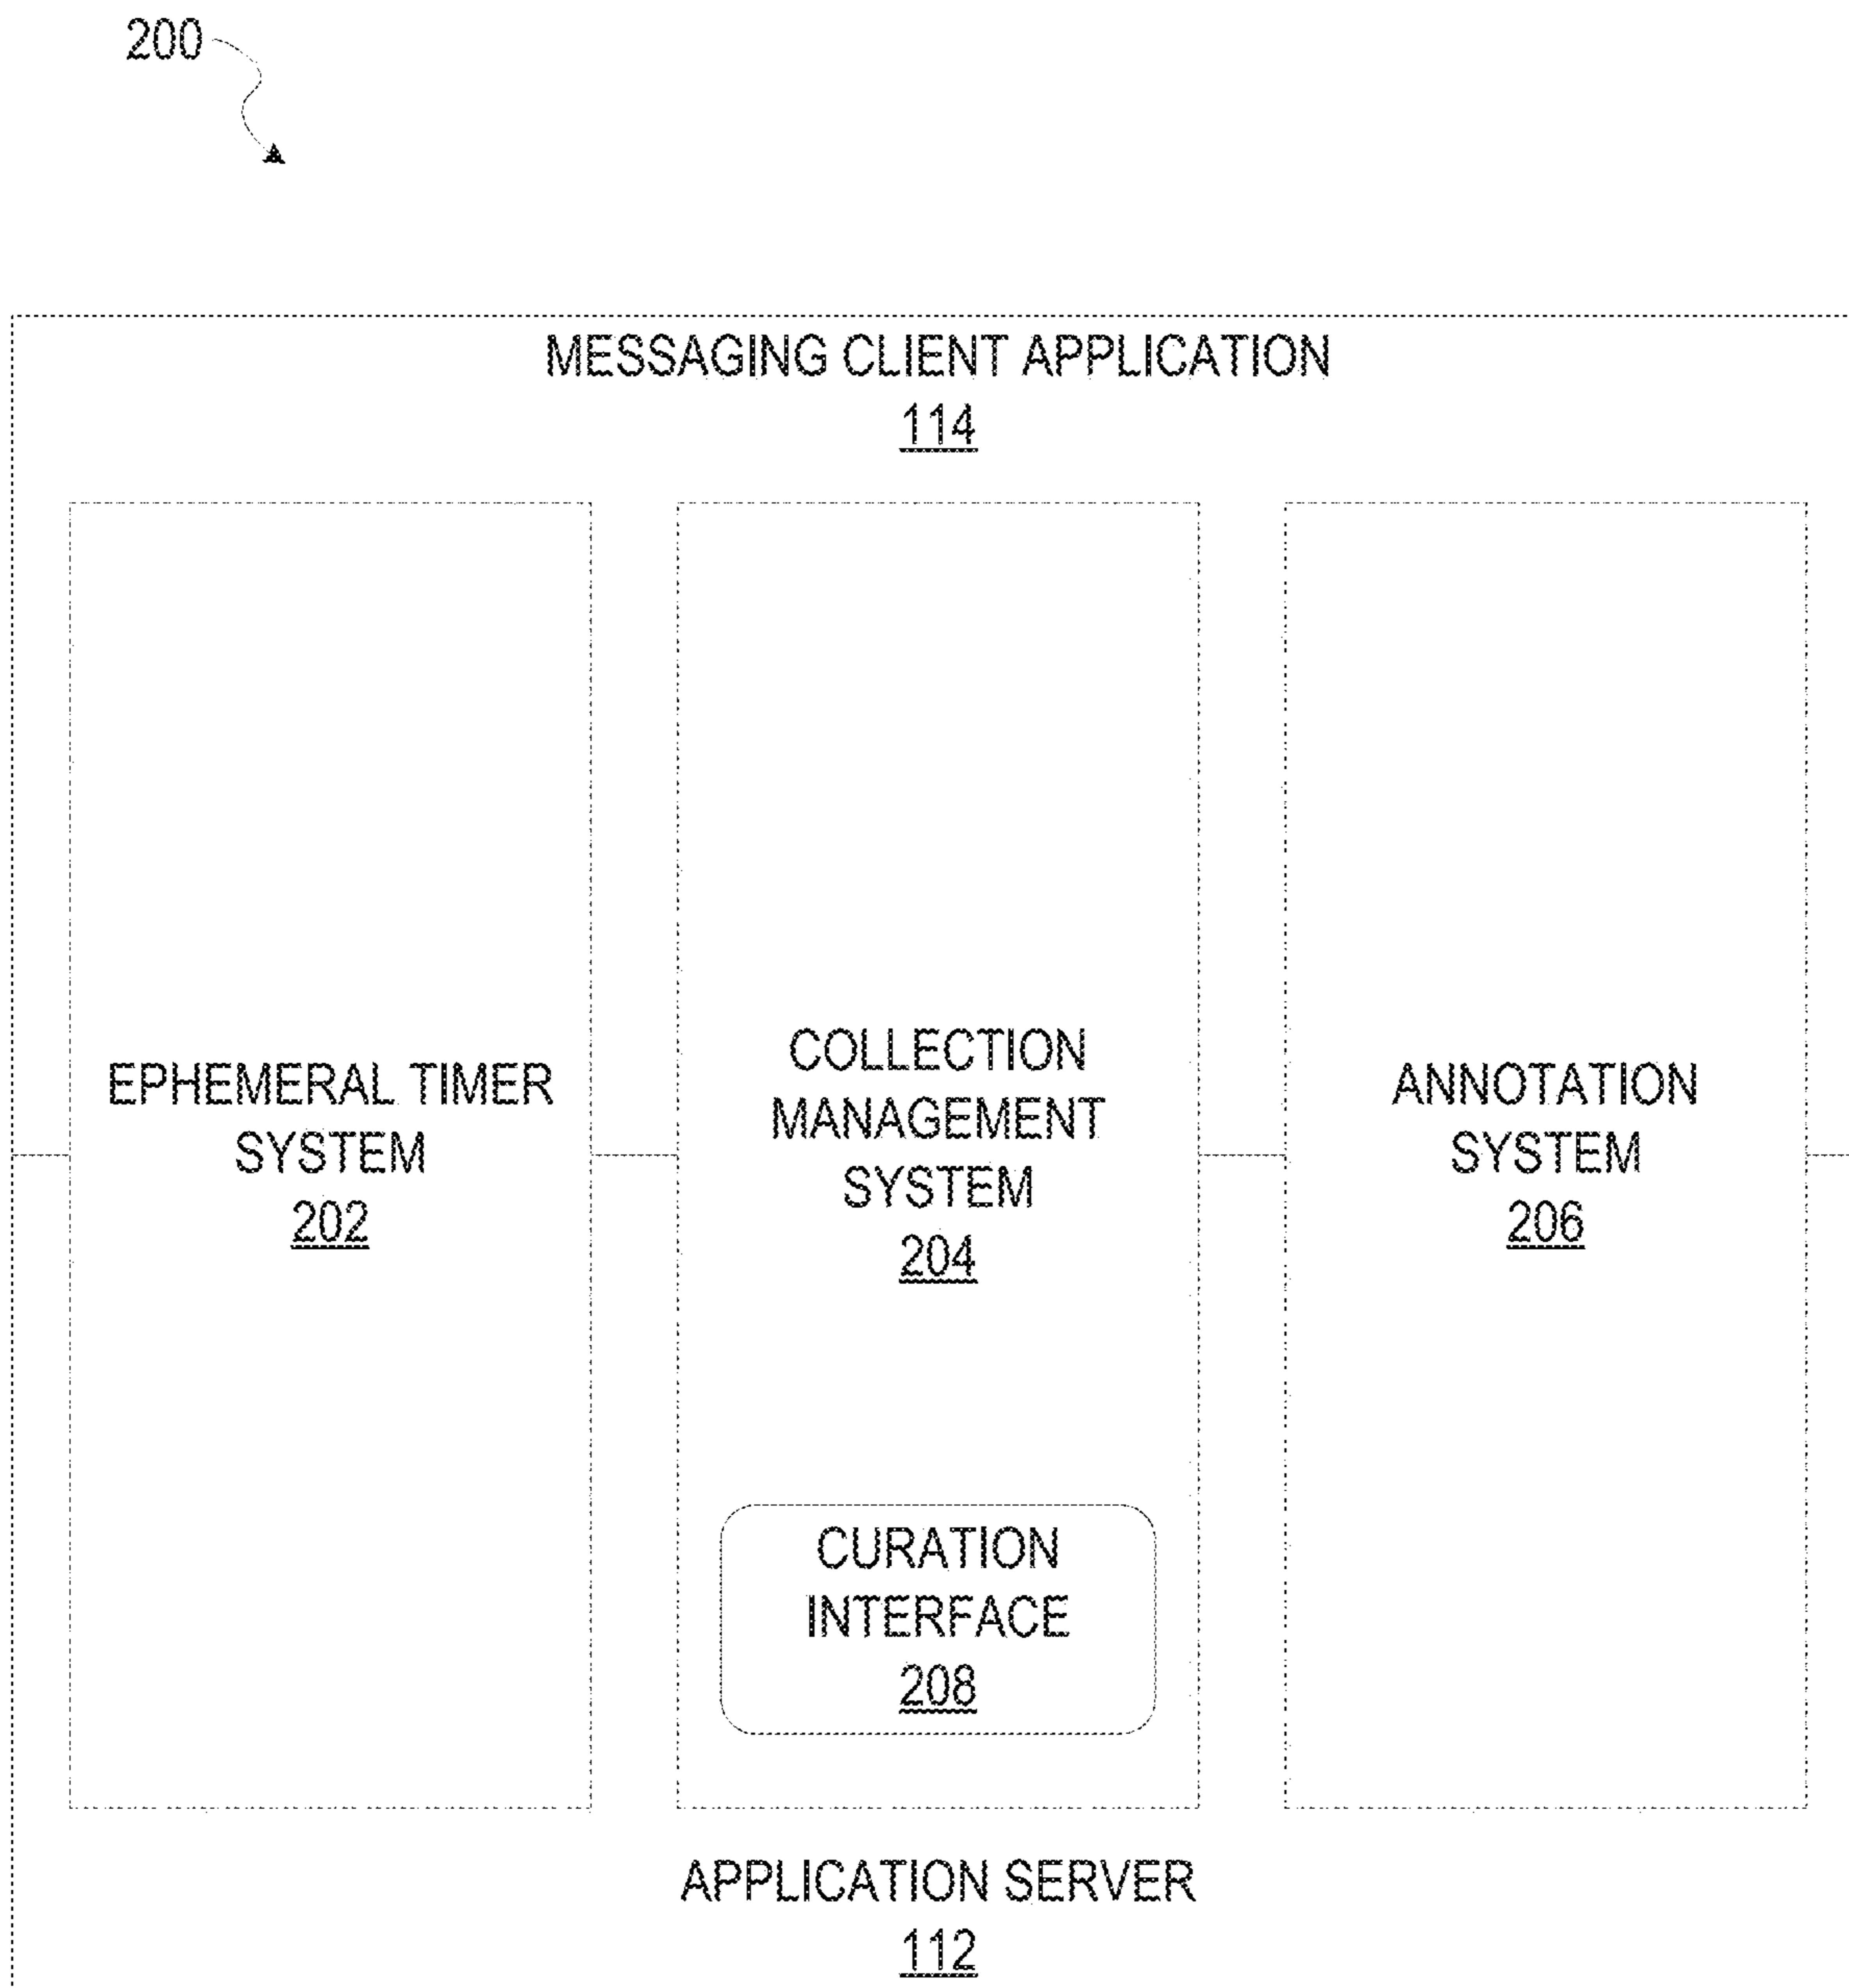 200
MESSAGING CLIENT APPLICATION
114
EPHEMERAL TIMER
SYSTEM
202
COLLECTION
MANAGEMENT
SYSTEM
204
CURATION
INTERFACE
208
ANNOTATION
SYSTEM
206
APPLICATION SERVER
112